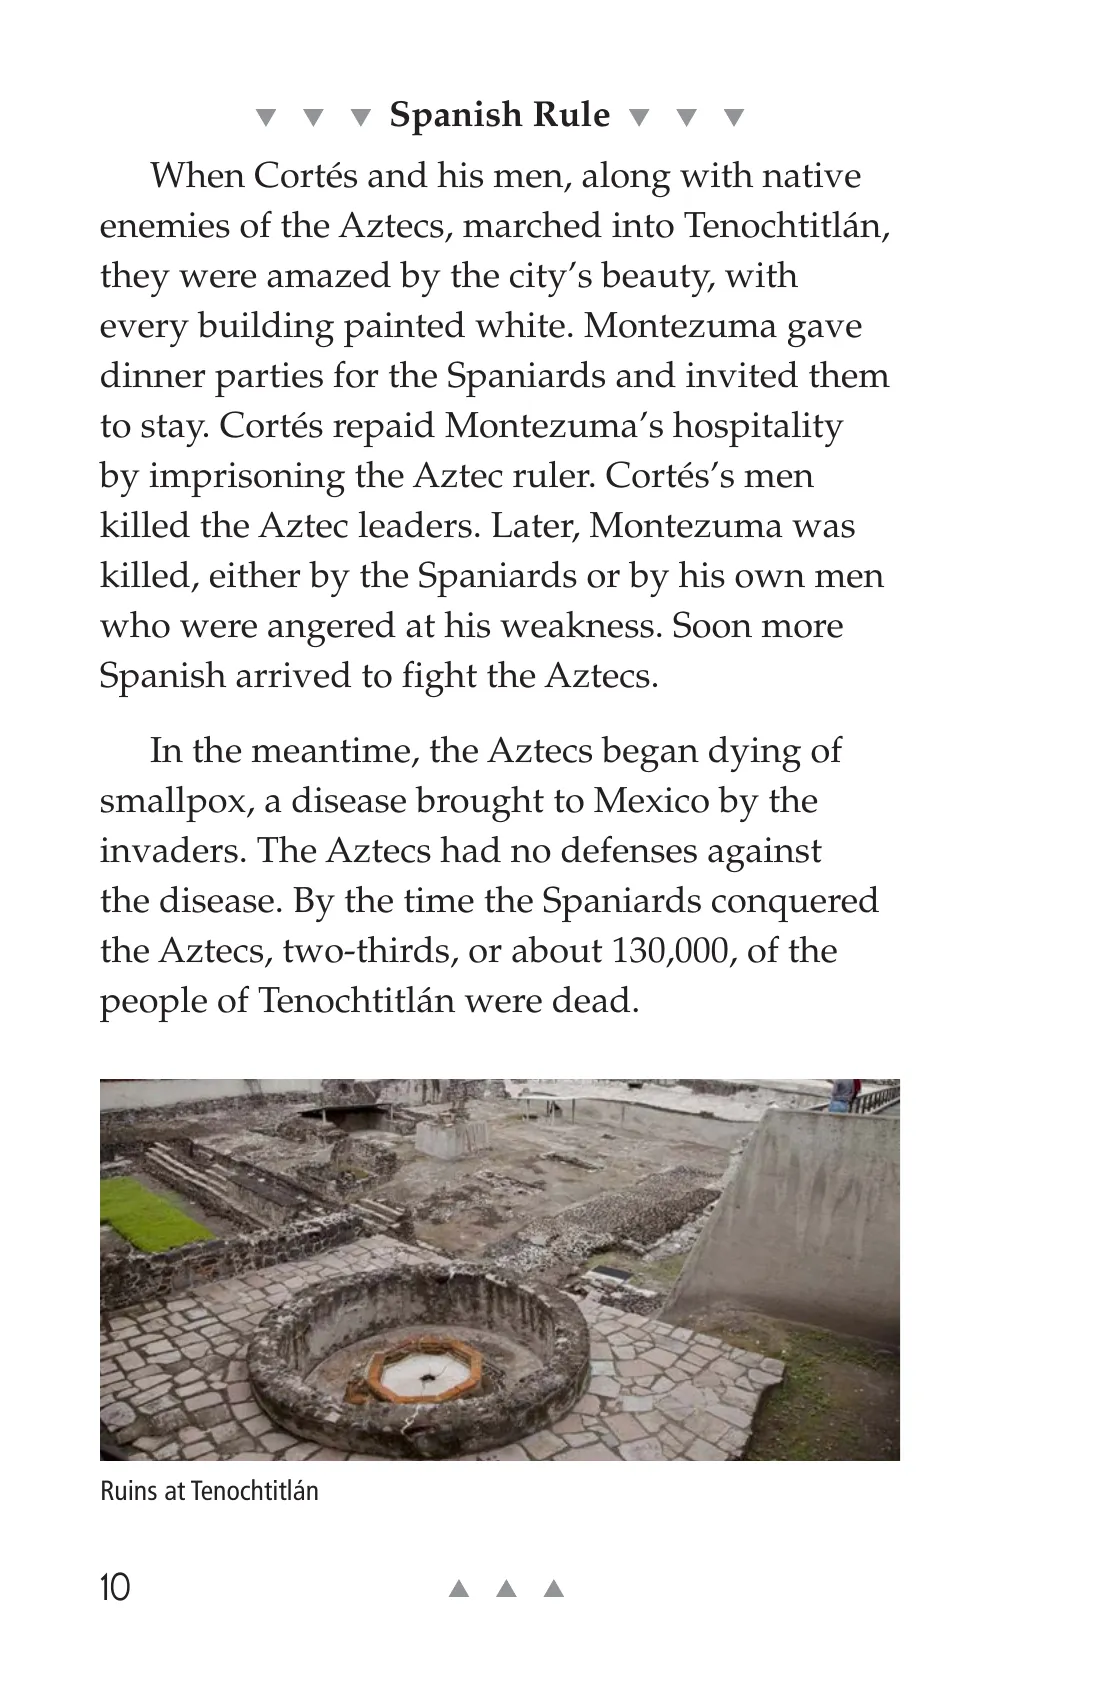 Spanish Rule
When Cortés and his men, along with native
enemies of the Aztecs, marched into Tenochtitlán,
they were amazed by the city’s beauty, with
every building painted white. Montezuma gave
dinner parties for the Spaniards and invited them
to stay. Cortés repaid Montezuma’s hospitality
by imprisoning the Aztec ruler. Cortés’s men
killed the Aztec leaders. Later, Montezuma was
killed, either by the Spaniards or by his own men
who were angered at his weakness. Soon more
Spanish arrived to fight the Aztecs.
In the meantime, the Aztecs began dying of
smallpox, a disease brought to Mexico by the
invaders. The Aztecs had no defenses against
the disease. By the time the Spaniards conquered
the Aztecs, two-thirds, or about 130,000, of the
people of Tenochtitlán were dead.
Ruins at Tenochtitlán
10